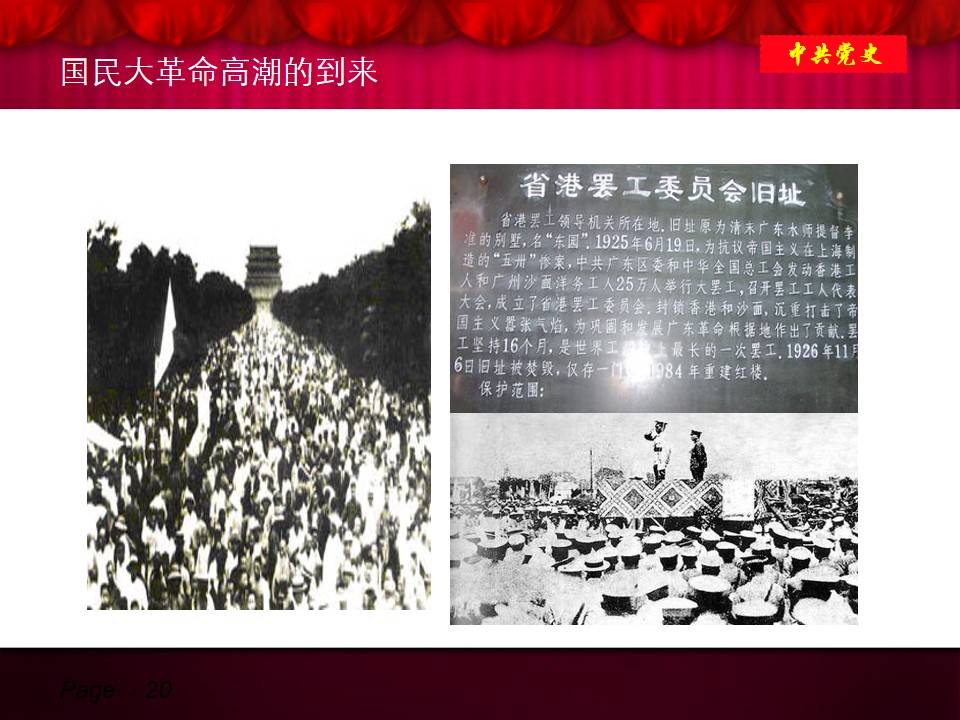 国民大革命高潮的到来
中共党史
省港罢工委员会旧址
省港罢工领导机关所在地.旧址原为清末广东水师提督李
准的别墅,名“东园”.1925年6月19日,为抗议帝国主义在上海制
造的“五卅”惨案,中共广东区委和中华全国总工会发动香港工
人和广州沙面洋务工人25万人举行大罢工,召开罢工工人代表
大会,成立了省港罢工委员会.封锁香港和沙面,沉重打击了帝
国主义嚣张气焰,为巩固和发展广东革命根据地作出了贡献.罢
工坚持16个月,是世界工 上最长的一次罢工.1926年11月
6日旧址被焚毁,仅存一门 984年重建红楼.
保护范围:
Page 20